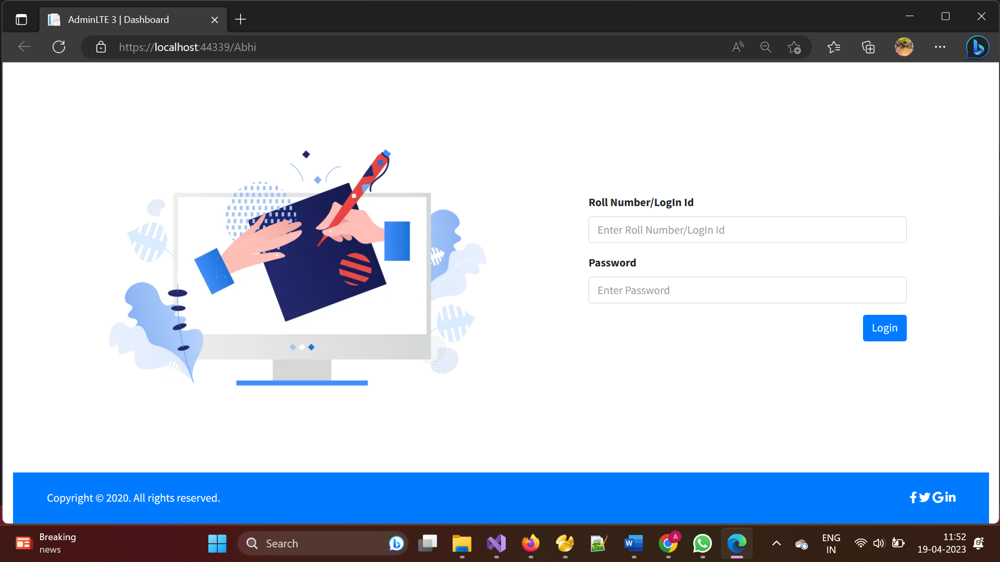 AdminLTE 3 | Dashboard
https://localhost:44339/Abhi
Roll Number/LogIn Id
Enter Roll Number/LogIn Id
Password
Enter Password
Login
Copyright © 2020. All rights reserved.
Breaking
news
Search
A
ENG
IN
11:52
19-04-2023